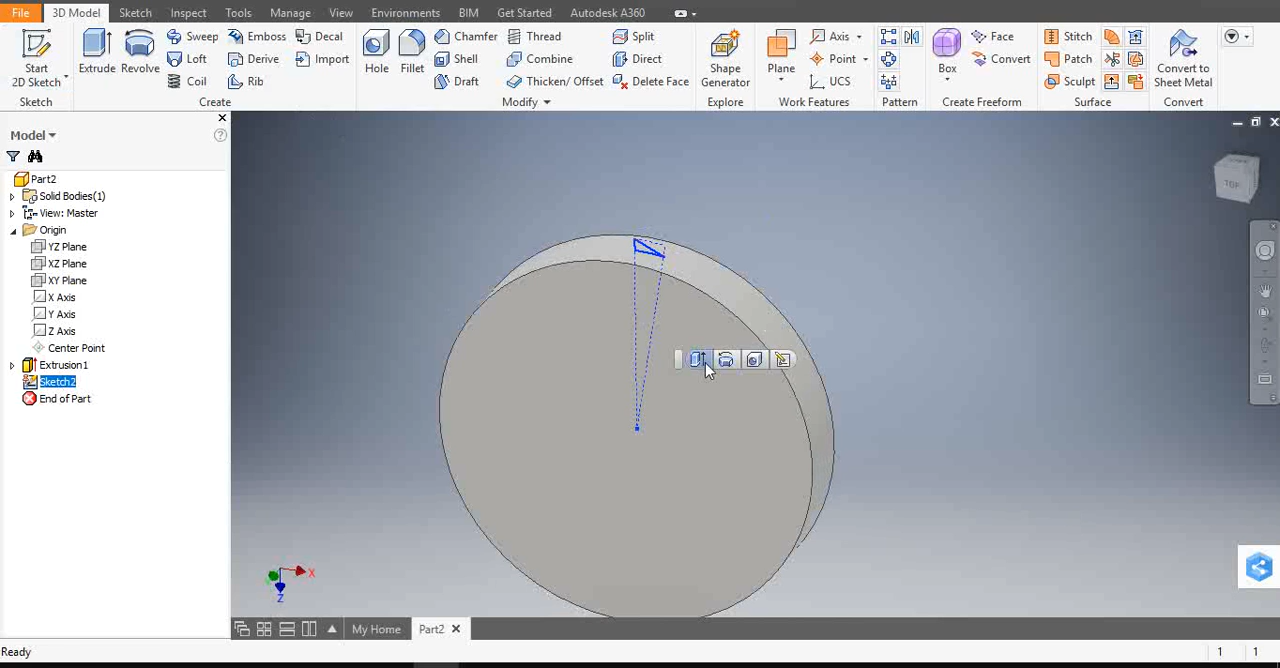 File 3D Model Sketch Inspect Tools Manage View Environments BIM Get Started Autodesk A360
Start 2D Sketch Extrude Revolve Sweep Emboss Decal Hole Fillet Chamfer Thread Split Shape Generator Plane Axis Box Face Stitch Convert to Sheet Metal
Loft Derive Import Shell Combine Direct Point Convert Patch
Coil Rib Draft Thicken/ Offset Delete Face UCS Sculpt
Sketch Create Modify Explore Work Features Pattern Create Freeform Surface Convert
Model
Part2
Solid Bodies(1)
View: Master
Origin
YZ Plane
XZ Plane
XY Plane
X Axis
Y Axis
Z Axis
Center Point
Extrusion1
Sketch2
End of Part
TOP
X
Z
My Home Part2
Ready 1 1